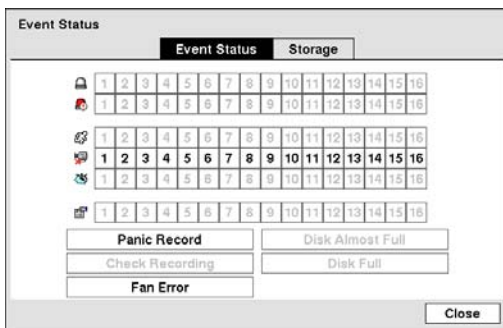 Event Status
Event Status Storage
1 2 3 4 5 6 7 8 9 10 11 12 13 14 15 16
1 2 3 4 5 6 7 8 9 10 11 12 13 14 15 16
1 2 3 4 5 6 7 8 9 10 11 12 13 14 15 16
1 2 3 4 5 6 7 8 9 10 11 12 13 14 15 16
1 2 3 4 5 6 7 8 9 10 11 12 13 14 15 16
1 2 3 4 5 6 7 8 9 10 11 12 13 14 15 16
Panic Record Disk Almost Full
Check Recording Disk Full
Fan Error
Close